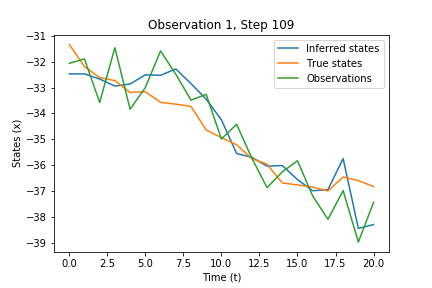 Observation 1, Step 109
Inferred states
True states
Observations
States (x)
−31
−32
−33
−34
−35
−36
−37
−38
−39
0.0 2.5 5.0 7.5 10.0 12.5 15.0 17.5 20.0
Time (t)